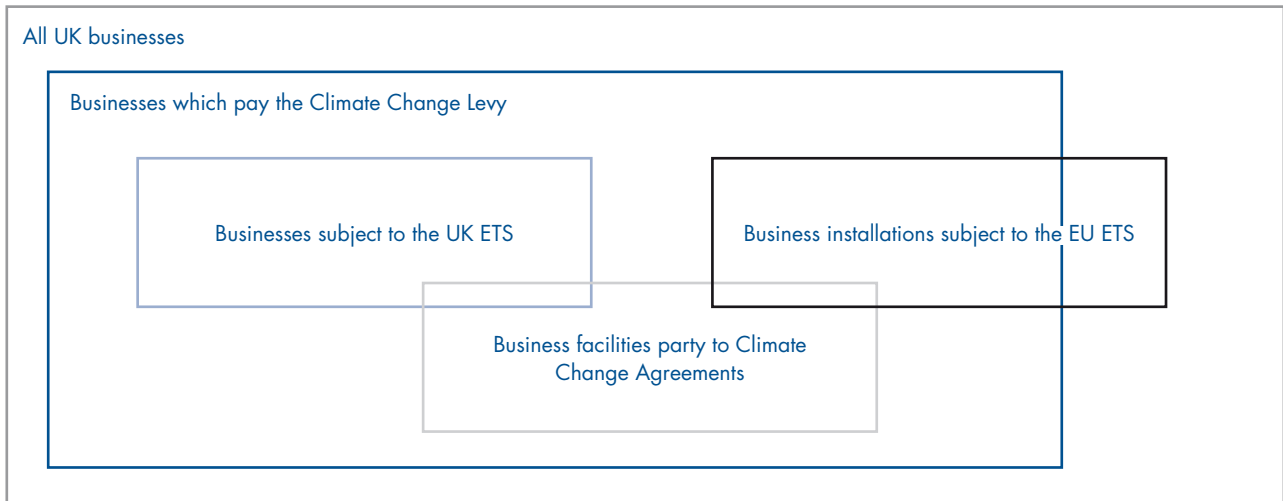 All UK businesses
Businesses which pay the Climate Change Levy
Businesses subject to the UK ETS
Business installations subject to the EU ETS
Business facilities party to Climate
Change Agreements